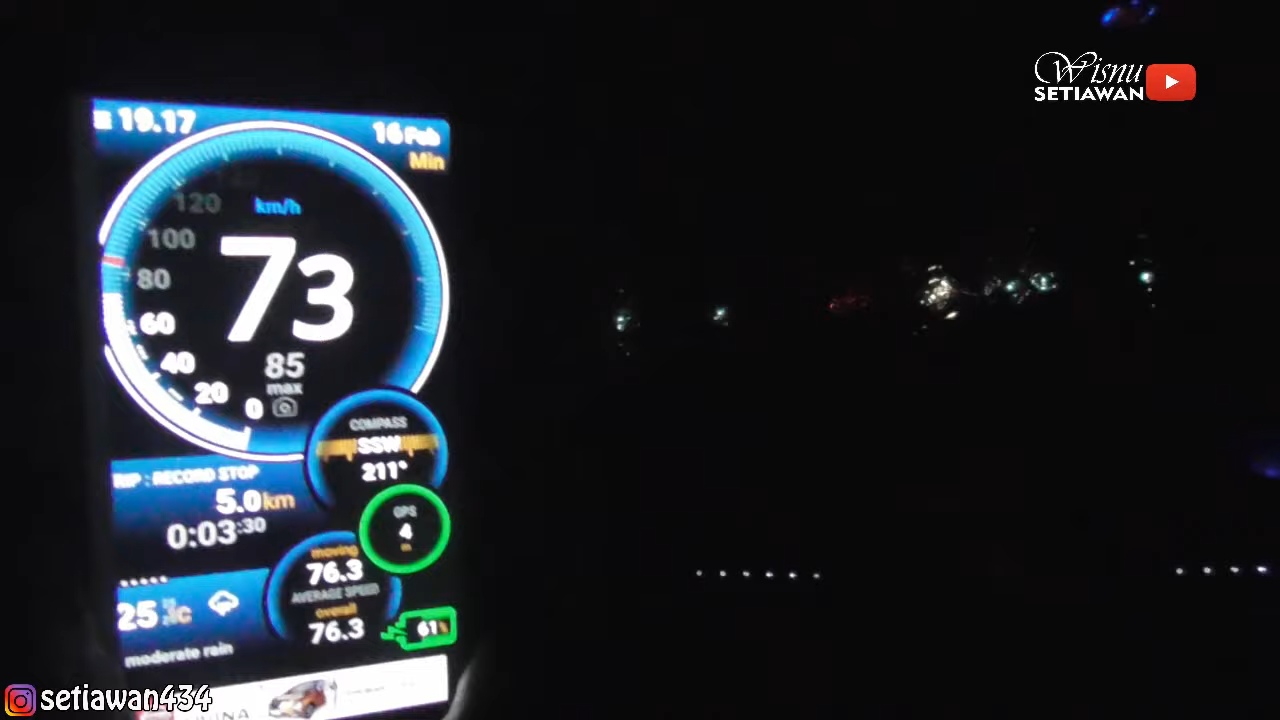 Wisnu
SETIAWAN
19.17
16 Feb
Min
km/h
120
100
80
60
40
20
0
73
85
max
COMPASS
SSW
211°
RIP : RECORD STOP
5.0km
0:03:30
GPS
4
m
moving
76.3
AVERAGE SPEED
overall
76.3
25 °C
moderate rain
61%
setiawan434